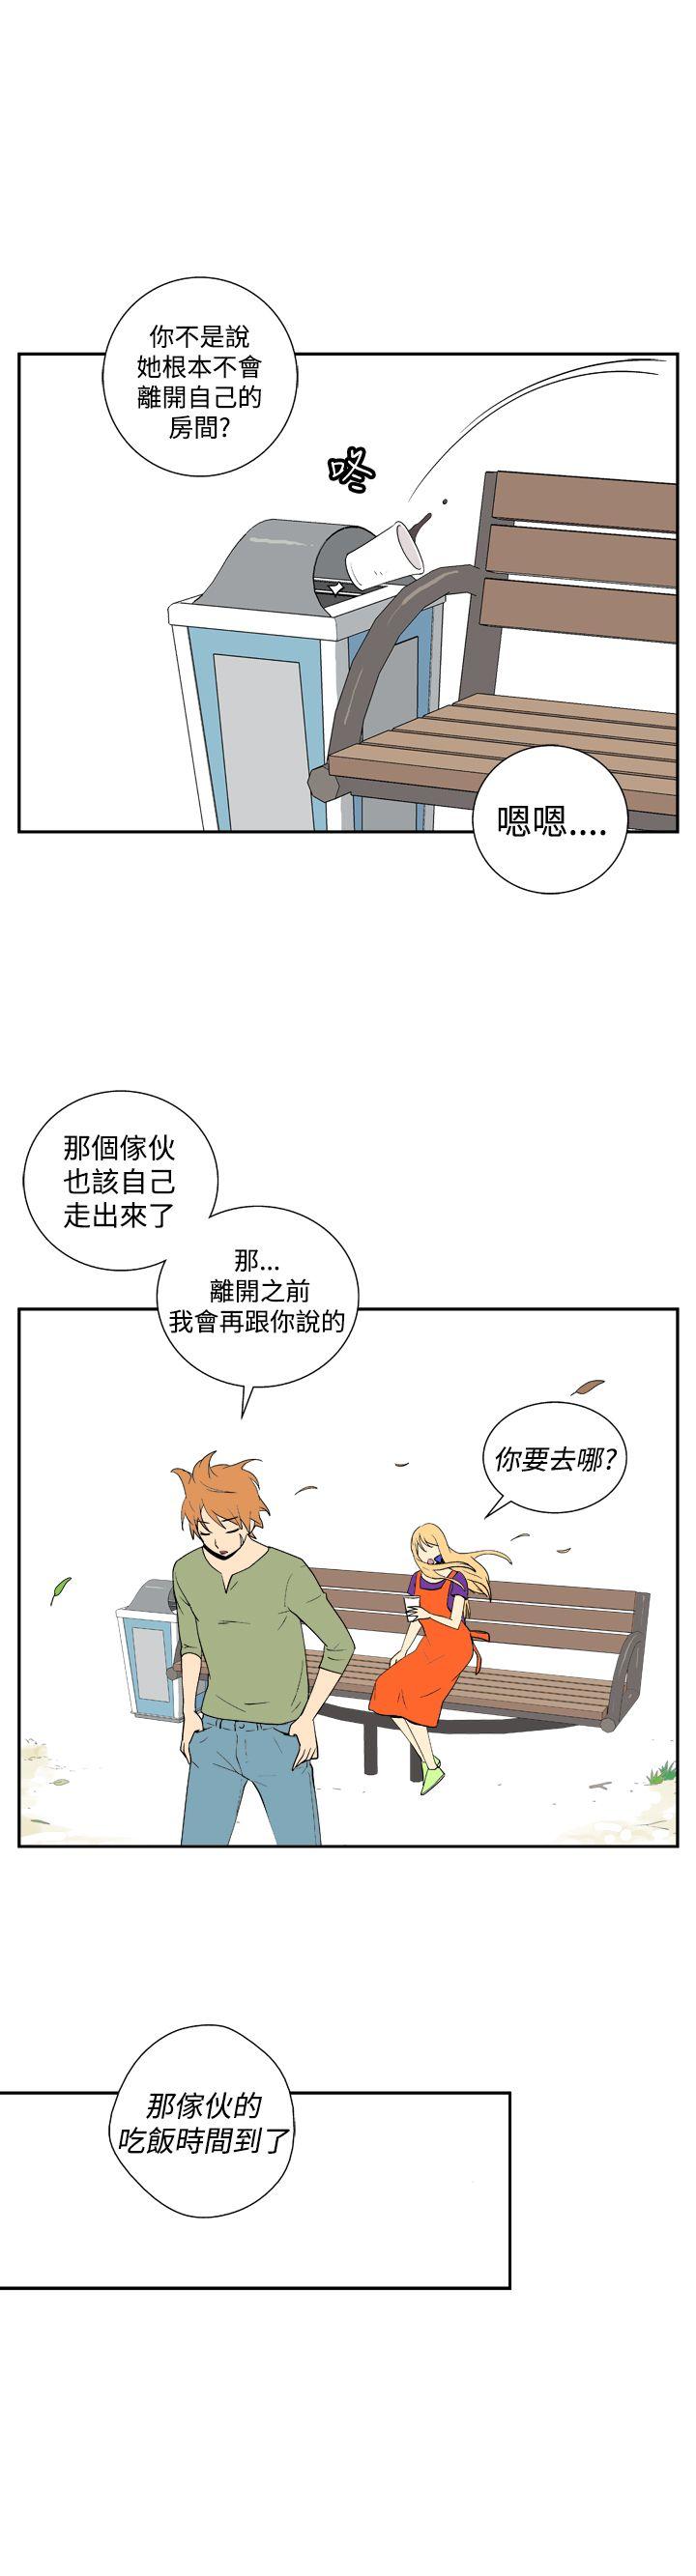 你不是說
她根本不會
離開自己的
房間?
咚
嗯嗯....
那個傢伙
也該自己
走出來了
那...
離開之前
我會再跟你說的
你要去哪?
那傢伙的
吃飯時間到了